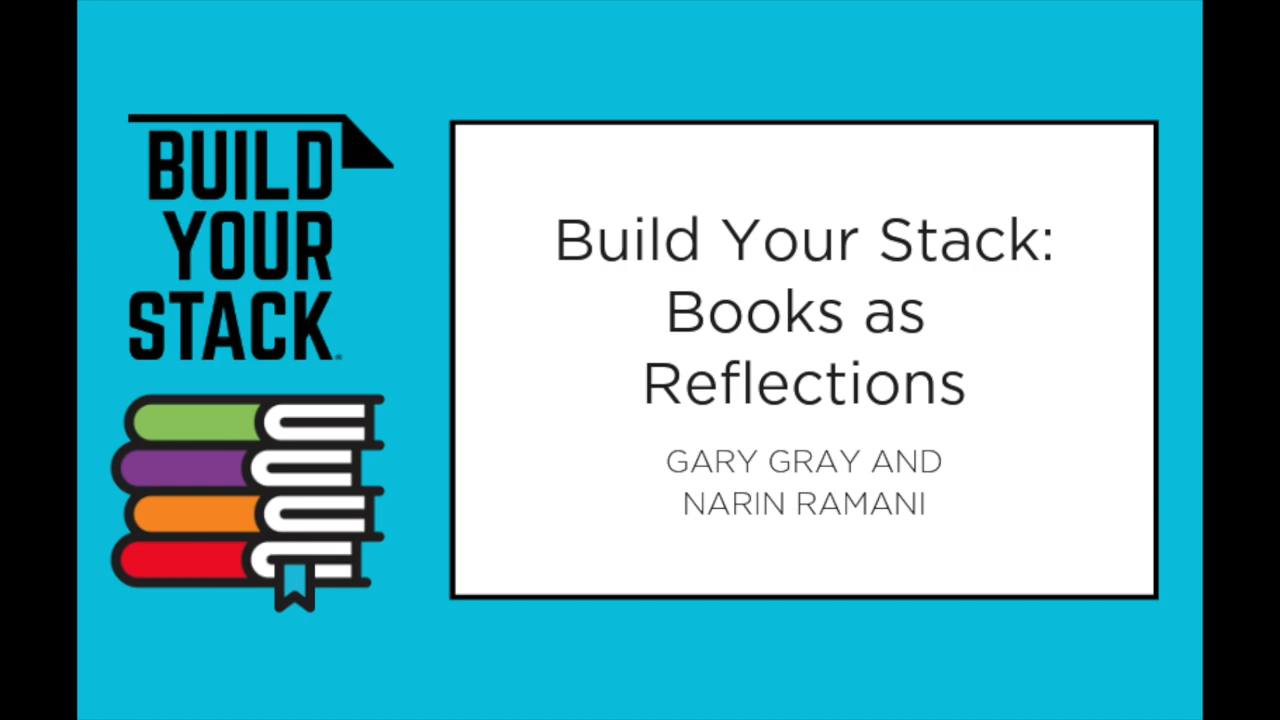 BUILD
YOUR
STACK
Build Your Stack:
Books as
Reflections
GARY GRAY AND
NARIN RAMANI